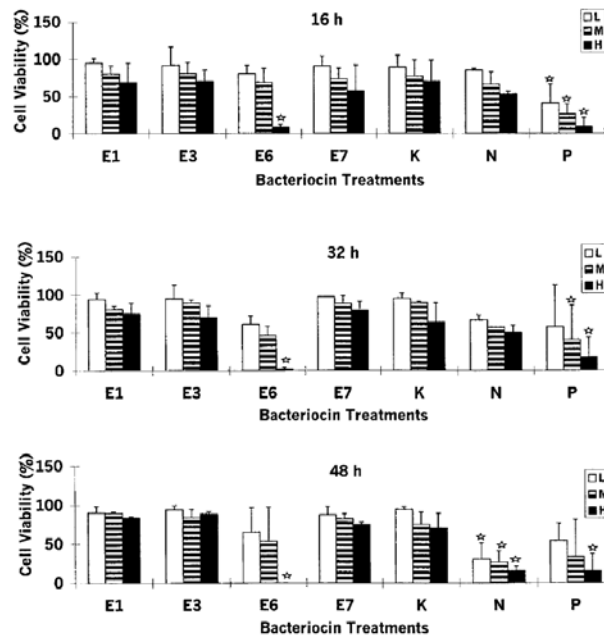 16 h
Cell Viability (%)
150
100
50
0
L
M
H
E1 E3 E6 E7 K N P
Bacteriocin Treatments
32 h
Cell Viability (%)
150
100
50
0
L
M
H
E1 E3 E6 E7 K N P
Bacteriocin Treatments
48 h
Cell Viability (%)
150
100
50
0
L
M
H
E1 E3 E6 E7 K N P
Bacteriocin Treatments